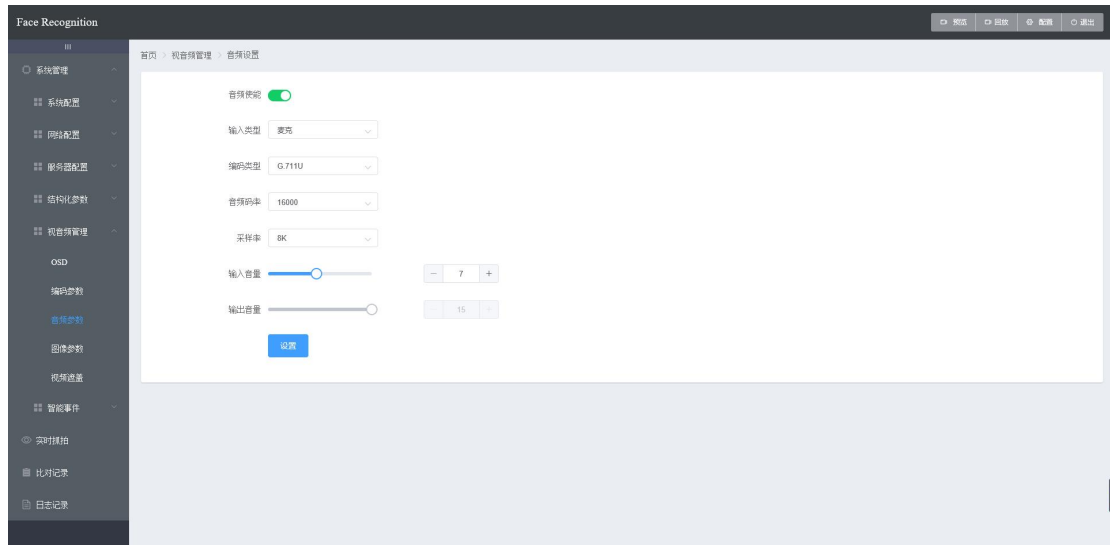 Face Recognition
预览 回放 配置 退出
首页 > 视音频管理 > 音频设置
系统管理
系统配置
网络配置
服务器配置
结构化参数
视音频管理
OSD
编码参数
音频参数
图像参数
视频遮盖
智能事件
实时抓拍
比对记录
日志记录
音频使能
输入类型 麦克
编码类型 G.711U
音频码率 16000
采样率 8K
输入音量 − 7 +
输出音量 − 15 +
设置